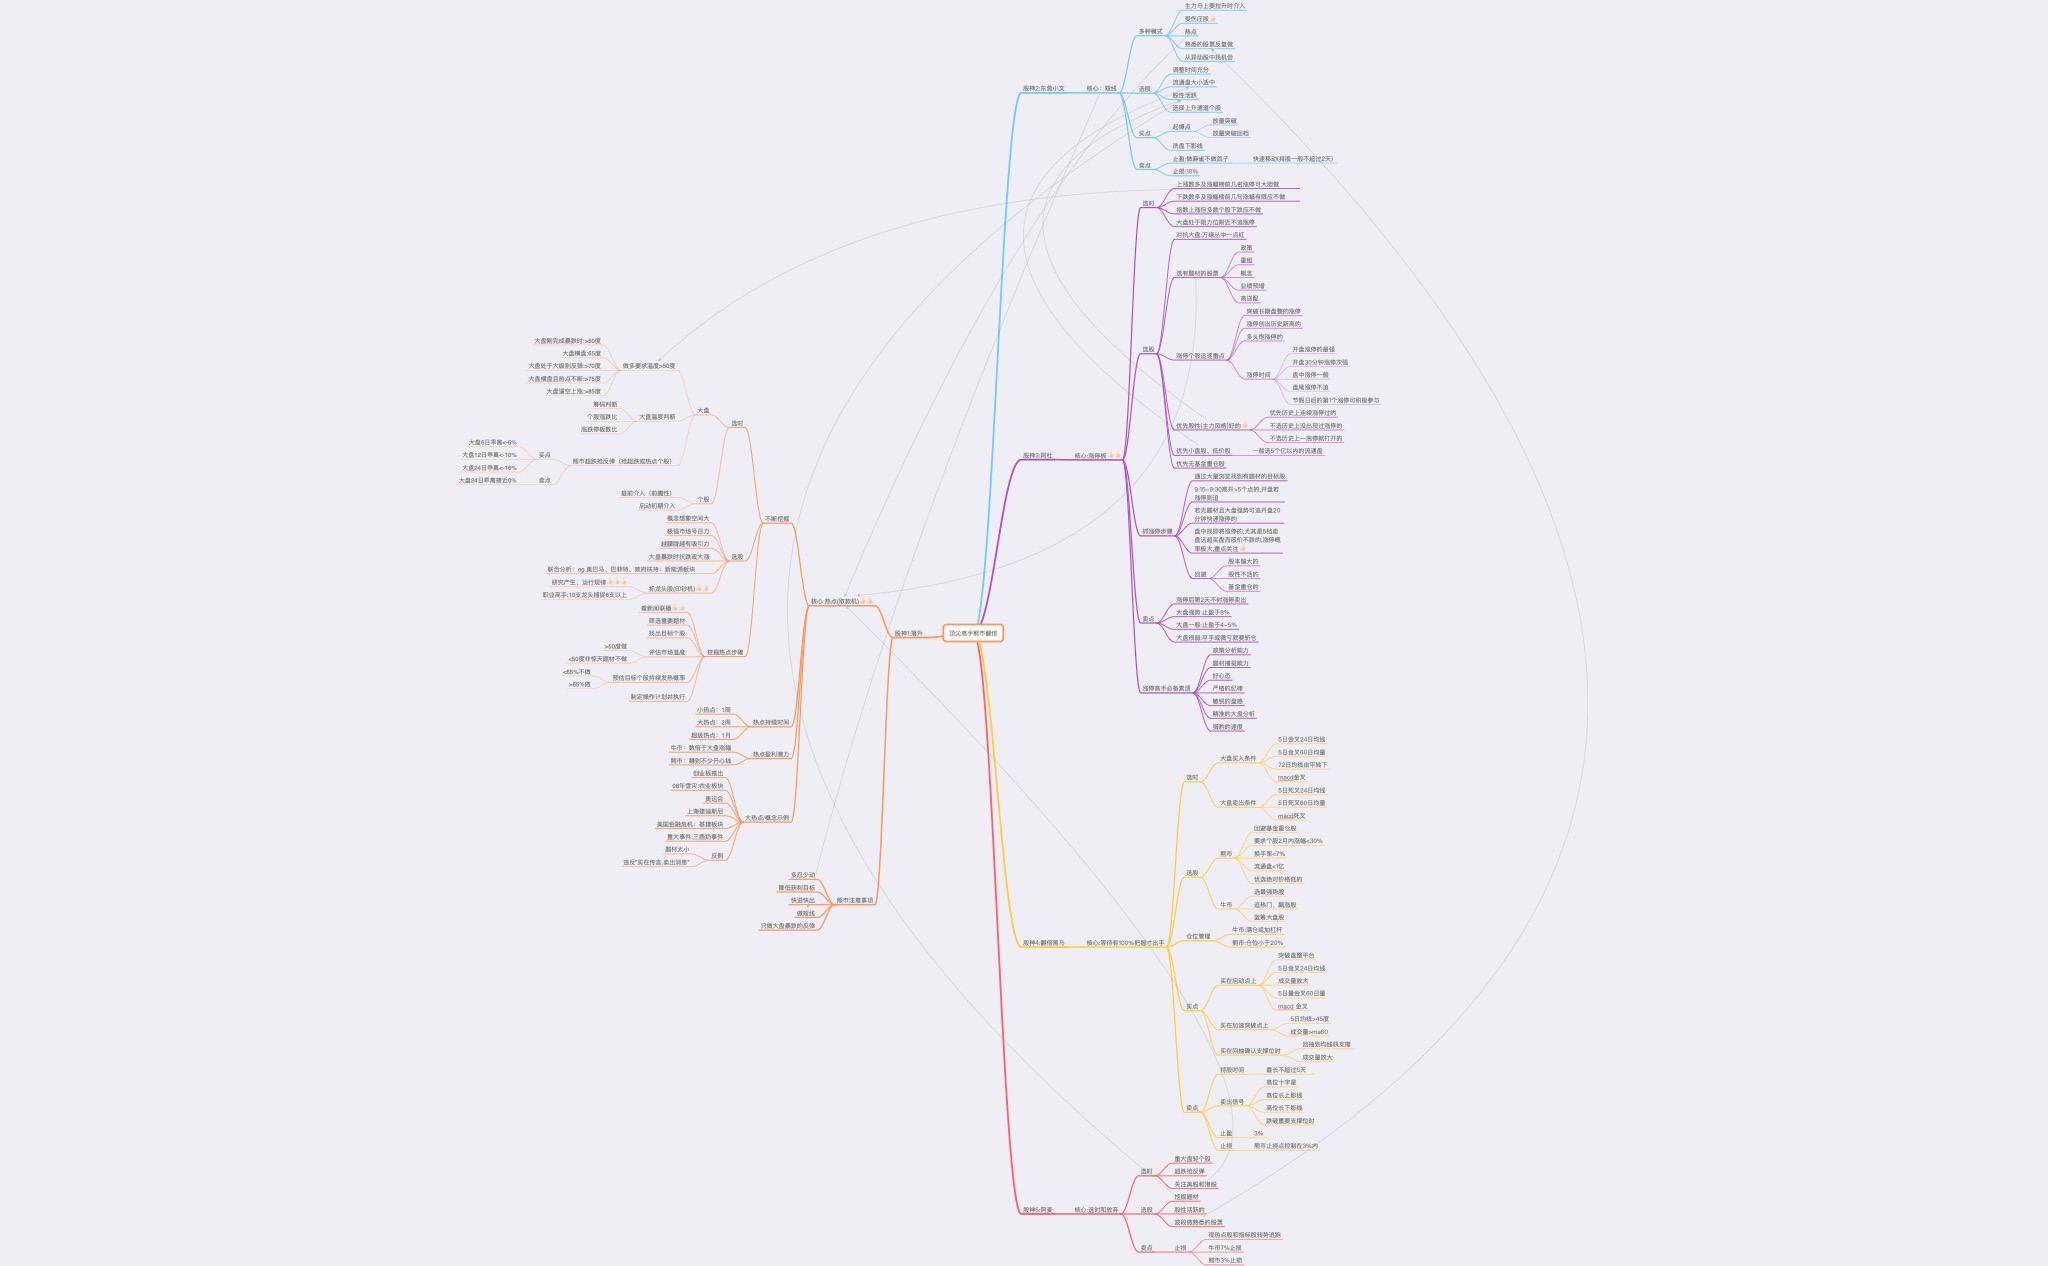 顶尖高手熊市翻倍
股神2:东莞小文
核心：短线
多种模式
主力马上要拉升时介入
受伤庄股
热点
熟悉的股票反复做
从异动股中找机会
选股
调整时间充分
流通盘大小适中
股性活跃
选择上升通道个股
买点
起爆点
放量突破
放量突破回档
洗盘下影线
卖点
止盈:做麻雀不做鸽子
快速移动(持股一般不超过2天)
止损:10%
股神3:阿杜
核心:涨停板
选时
上涨数多及涨幅榜前几名涨停可大胆做
下跌数多及涨幅榜前几句涨幅有限应不做
指数上涨但多数个股下跌应不做
大盘处于阻力位附近不追涨停
选股
对抗大盘:万绿丛中一点红
选有题材的股票
政策
重组
概念
业绩预增
高送配
涨停个股追逐重点
突破长期盘整的涨停
涨停创出历史新高的
多头炮涨停的
涨停时间
开盘涨停的最强
开盘30分钟涨停次强
盘中涨停一般
盘尾涨停不追
节假日后的第1个涨停可积极参与
优先股性(主力风格)好的
优先历史上连续涨停过的
不选历史上没出现过涨停的
不选历史上一涨停就打开的
优先小盘股、低价股
一般选5个亿以内的流通盘
优先无基金重仓股
抓涨停步骤
通过大量浏览找到有题材的目标股
9:15-9:30高开>5个点的,开盘若
涨停则追
若无题材且大盘强势可追开盘20
分钟快速涨停的
盘中找即将涨停的,尤其是5档卖
盘远超买盘而股价不跌的,涨停概
率极大,重点关注
回避
股本偏大的
股性不活的
基金重仓的
卖点
涨停后第2天不封涨停卖出
大盘强势:止盈于8%
大盘一般:止盈于4-5%
大盘很弱:平手或微亏就要斩仓
涨停高手必备素质
政策分析能力
题材捕捉能力
好心态
严格的纪律
敏锐的盘感
精准的大盘分析
狠的速度
股神4:翻倍黑马
核心:等待有100%把握才出手
选时
大盘买入条件
5日金叉24日均线
5日金叉60日均量
72日均线由平转下
macd金叉
大盘卖出条件
5日死叉24日均线
5日死叉60日均量
macd死叉
选股
熊市
回避基金重仓股
要求个股2月内涨幅<30%
换手率<7%
流通盘<1亿
优选绝对价格低的
牛市
选最强势股
追热门、飙涨股
蓝筹大盘股
仓位管理
牛市:满仓或加杠杆
熊市:仓位小于20%
买点
买在启动点上
突破盘整平台
5日金叉24日均线
成交量放大
5日量金叉60日量
macd 金叉
买在加速突破点上
5日均线>45度
成交量>ma60
买在回抽确认支撑位时
回抽到均线获支撑
成交量放大
卖点
持股时间
最长不超过5天
卖出信号
高位十字星
高位长上影线
高位长下影线
跌破重要支撑位时
止盈
3%
止损
熊市止损点控制在3%内
股神5:阿麦
核心:选时和放弃
选时
重大盘轻个股
超跌抢反弹
关注美股和港股
选股
挖掘题材
股性活跃的
波段做熟悉的股票
卖点
止损
视热点股和指标股转势逃跑
牛市7%止损
熊市3%止损
股神1:落升
核心:热点(取款机)
不断挖掘
选时
大盘
做多要求温度>50度
大盘刚完成暴跌时:>50度
大盘横盘:65度
大盘处于大级别反弹:>70度
大盘横盘且热点不断:>75度
大盘逼空上涨:>85度
大盘温度判断
筹码判断
个股涨跌比
涨跌停板数比
熊市超跌抢反弹（抢超跌或热点个股）
买点
大盘6日乖离<-6%
大盘12日乖离<-10%
大盘24日乖离<-16%
卖点
大盘24日乖离接近0%
个股
提前介入（前瞻性）
启动初期介入
选股
概念想象空间大
极强市场号召力
越朦胧越有吸引力
大盘暴跌时抗跌或大涨
联合分析：eg.奥巴马、巴菲特、政府扶持：新能源板块
抓龙头股(印钞机)
研究产生、运行规律
职业高手:10支龙头捕捉6支以上
挖掘热点步骤
看新闻联播
筛选重要题材
找出目标个股
评估市场温度
>50度做
<50度非惊天题材不做
预估目标个股持续发热概率
<65%不做
>65%做
制定操作计划并执行
热点持续时间
小热点：1周
大热点：2周
超级热点：1月
热点盈利潜力
牛市：数倍于大盘涨幅
熊市：赚到不少开心钱
大热点/概念示例
创业板推出
08年雪灾:农业板块
奥运会
上海建迪斯尼
美国金融危机：基建板块
重大事件:三鹿奶事件
反例
题材太小
违反"买在传言,卖出消息"
熊市注意事项
多忍少动
降低获利目标
快进快出
做短线
只做大盘暴跌的反弹